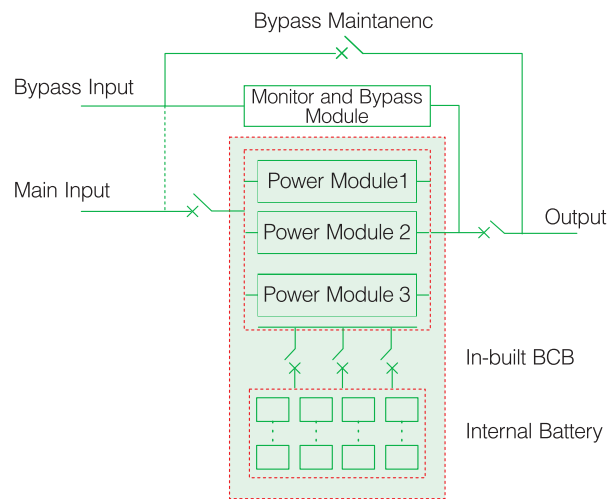 Bypass Maintanenc
Bypass Input
Monitor and Bypass
Module
Main Input
Power Module1
Power Module 2
Output
Power Module 3
In-built BCB
Internal Battery